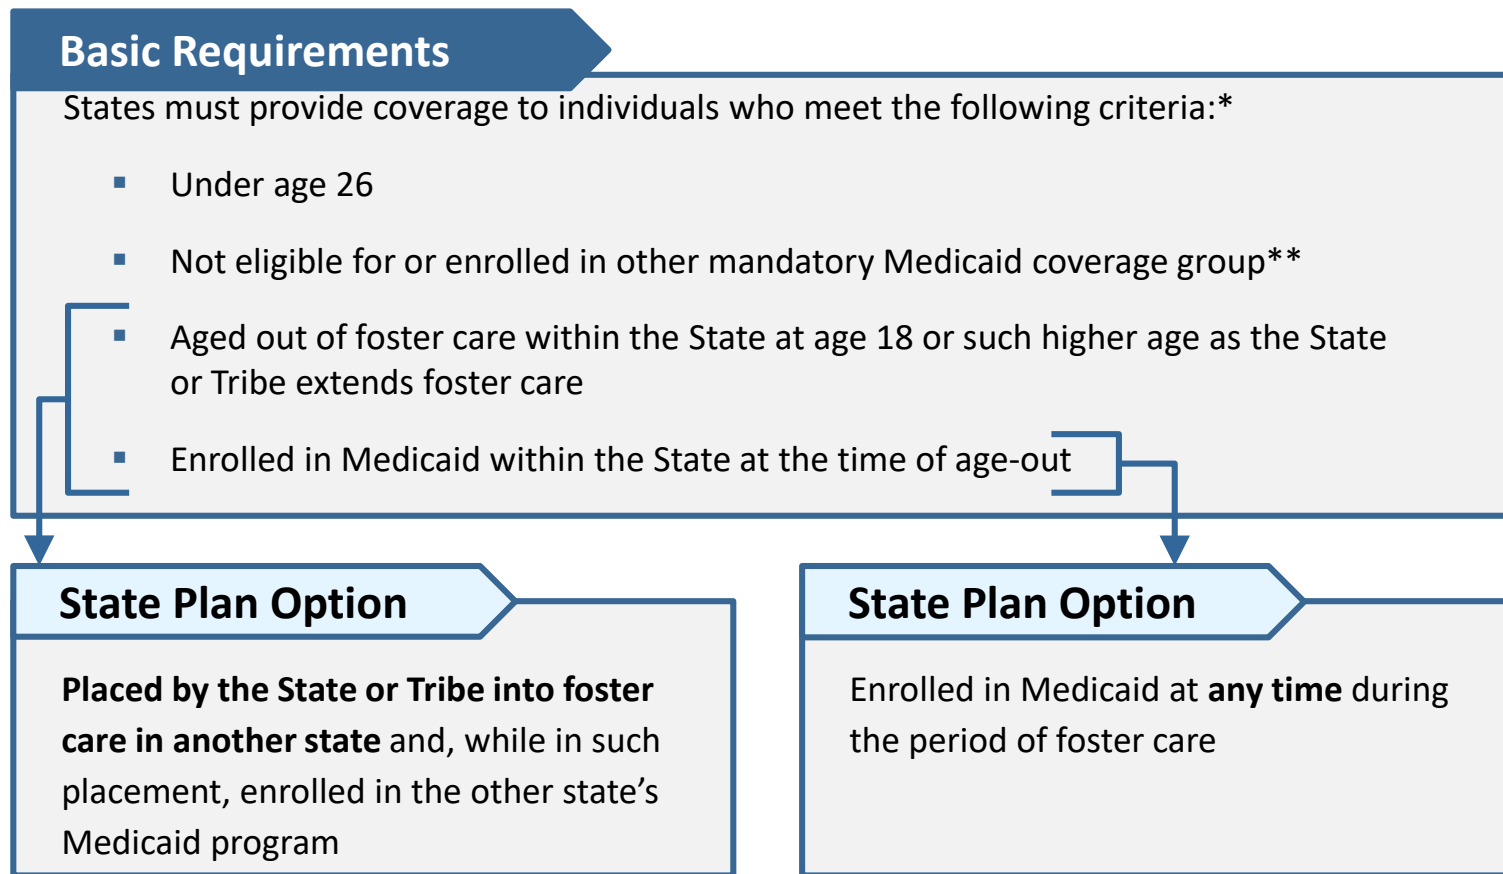 Basic Requirements
States must provide coverage to individuals who meet the following criteria:*
▪ Under age 26
▪ Not eligible for or enrolled in other mandatory Medicaid coverage group**
▪ Aged out of foster care within the State at age 18 or such higher age as the State
or Tribe extends foster care
▪ Enrolled in Medicaid within the State at the time of age-out
State Plan Option
Placed by the State or Tribe into foster
care in another state and, while in such
placement, enrolled in the other state’s
Medicaid program
State Plan Option
Enrolled in Medicaid at any time during
the period of foster care